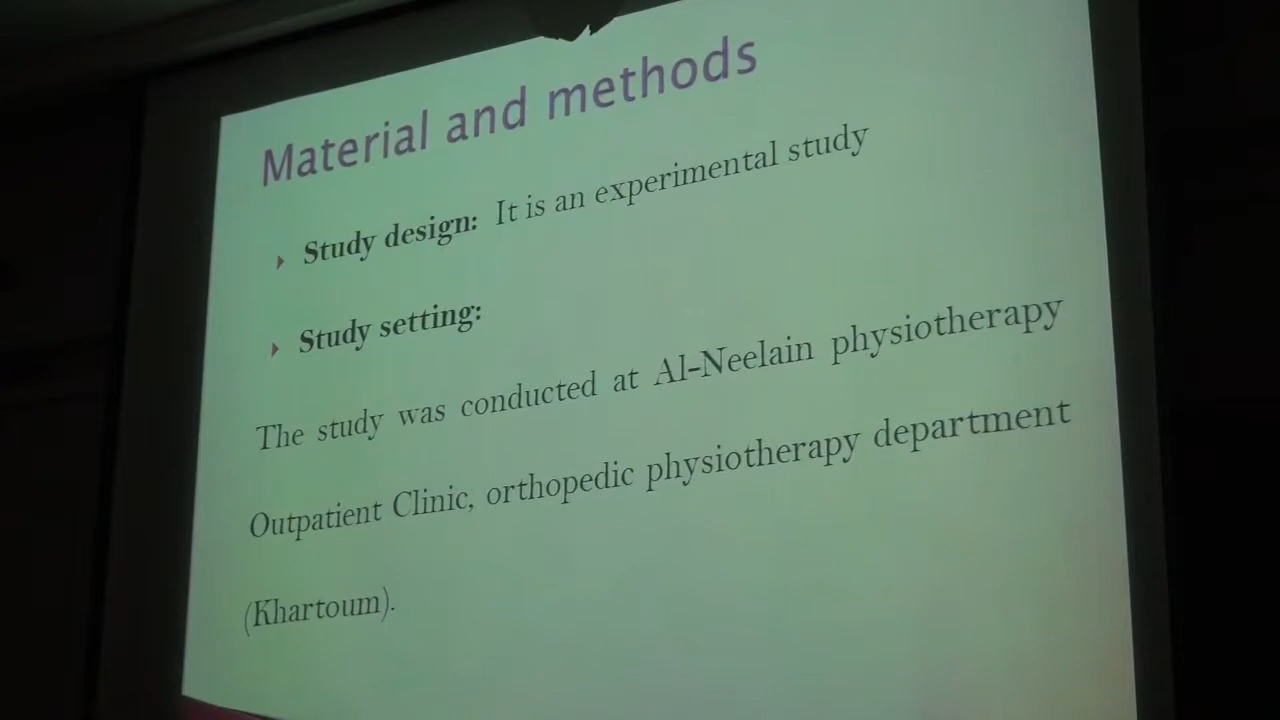 Material and methods
Study design: It is an experimental study
Study setting:
The study was conducted at Al-Neelain physiotherapy
Outpatient Clinic, orthopedic physiotherapy department
(Khartoum).